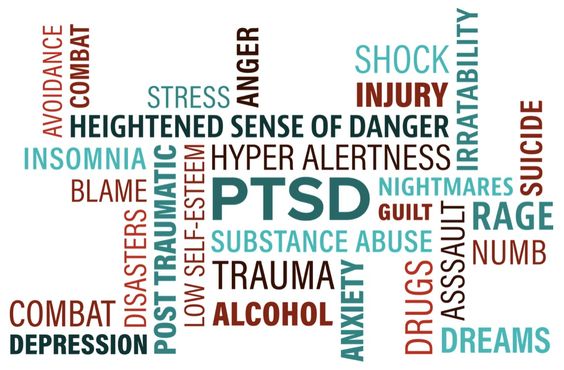 AVOIDANCE
COMBAT
STRESS
ANGER
SHOCK
INJURY
IRRATABILITY
HEIGHTENED SENSE OF DANGER
INSOMNIA
HYPER ALERTNESS
SUICIDE
BLAME
POST TRAUMATIC
LOW SELF-ESTEEM
PTSD
NIGHTMARES
GUILT
ASSSAULT
RAGE
DISASTERS
SUBSTANCE ABUSE
NUMB
TRAUMA
ANXIETY
DRUGS
COMBAT
ALCOHOL
DREAMS
DEPRESSION